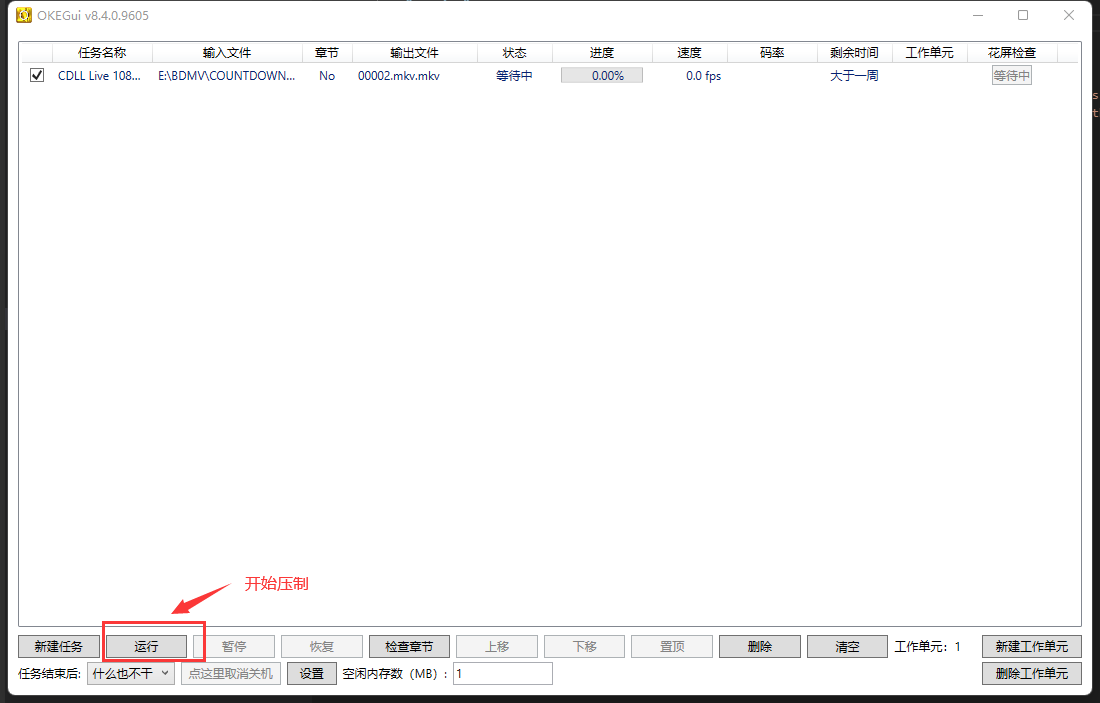 OKEGui v8.4.0.9605
任务名称 输入文件 章节 输出文件 状态 进度 速度 码率 剩余时间 工作单元 花屏检查
CDLL Live 108... E:\BDMV\COUNTDOWN... No 00002.mkv.mkv 等待中 0.00% 0.0 fps 大于一周 等待中
s
t
开始压制
新建任务 运行 暂停 恢复 检查章节 上移 下移 置顶 删除 清空 工作单元: 1 新建工作单元
任务结束后: 什么也不干 点这里取消关机 设置 空闲内存数 (MB) : 1 删除工作单元